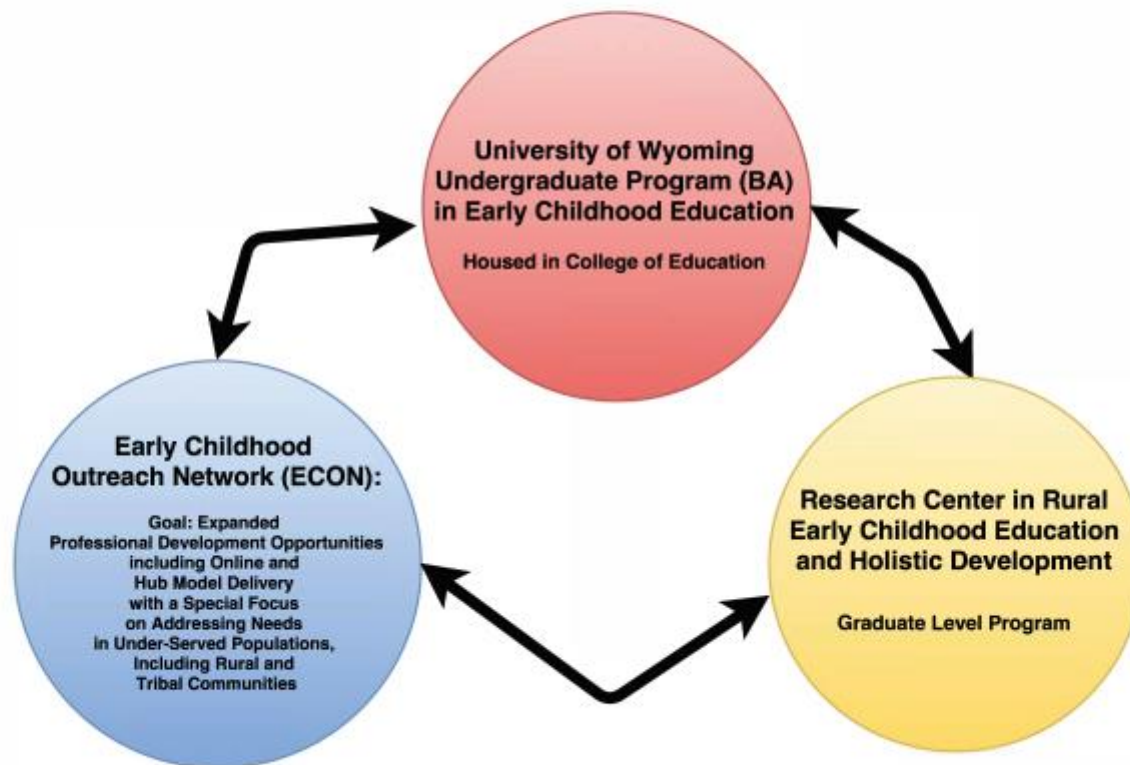 University of Wyoming
Undergraduate Program (BA)
in Early Childhood Education
Housed in College of Education
Early Childhood
Outreach Network (ECON):
Goal: Expanded
Professional Development Opportunities
including Online and
Hub Model Delivery
with a Special Focus
on Addressing Needs
in Under-Served Populations,
Including Rural and
Tribal Communities
Research Center in Rural
Early Childhood Education
and Holistic Development
Graduate Level Program